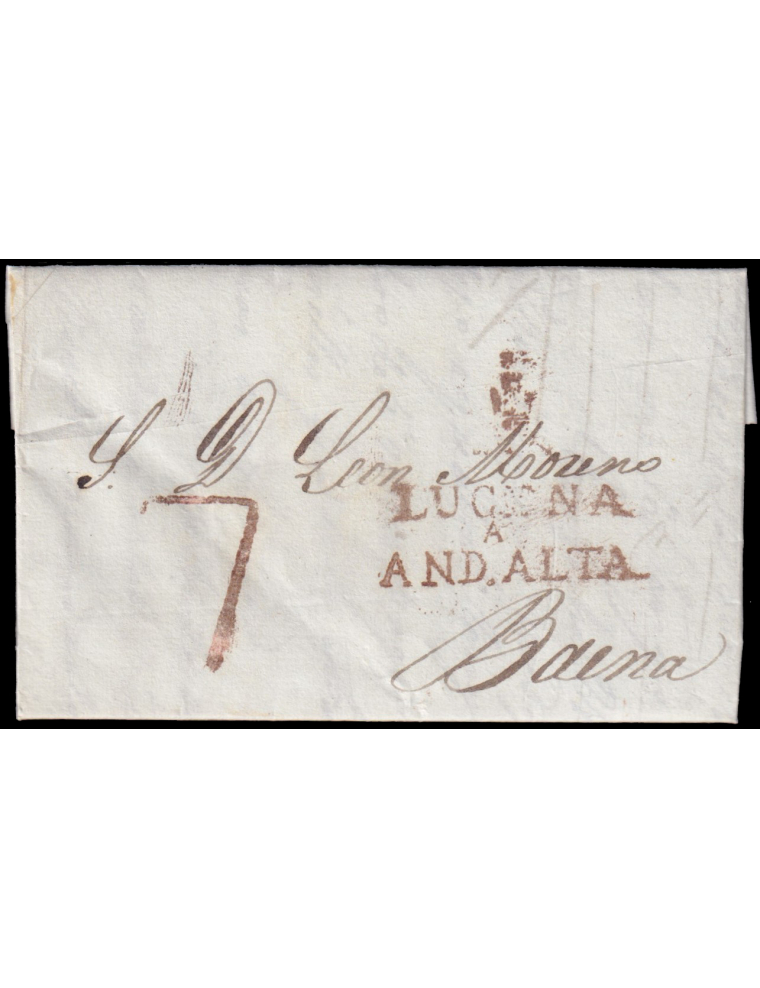 S. D Leon Moreno
7
LUCENA
A
AND.ALTA
Baena